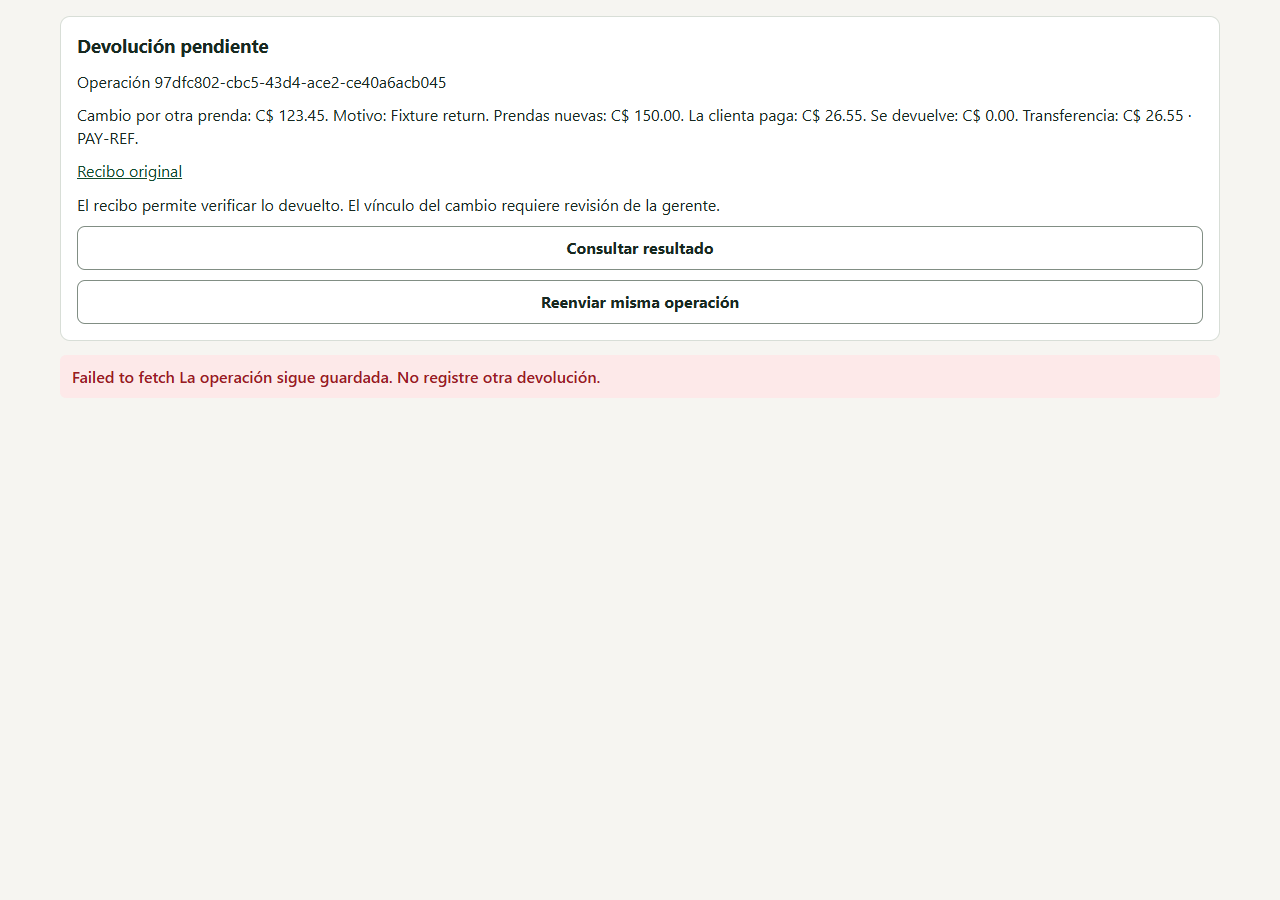 Devolución pendiente
Operación 97dfc802-cbc5-43d4-ace2-ce40a6acb045
Cambio por otra prenda: C$ 123.45. Motivo: Fixture return. Prendas nuevas: C$ 150.00. La clienta paga: C$ 26.55. Se devuelve: C$ 0.00. Transferencia: C$ 26.55 ·
PAY-REF.
Recibo original
El recibo permite verificar lo devuelto. El vínculo del cambio requiere revisión de la gerente.
Consultar resultado
Reenviar misma operación
Failed to fetch La operación sigue guardada. No registre otra devolución.